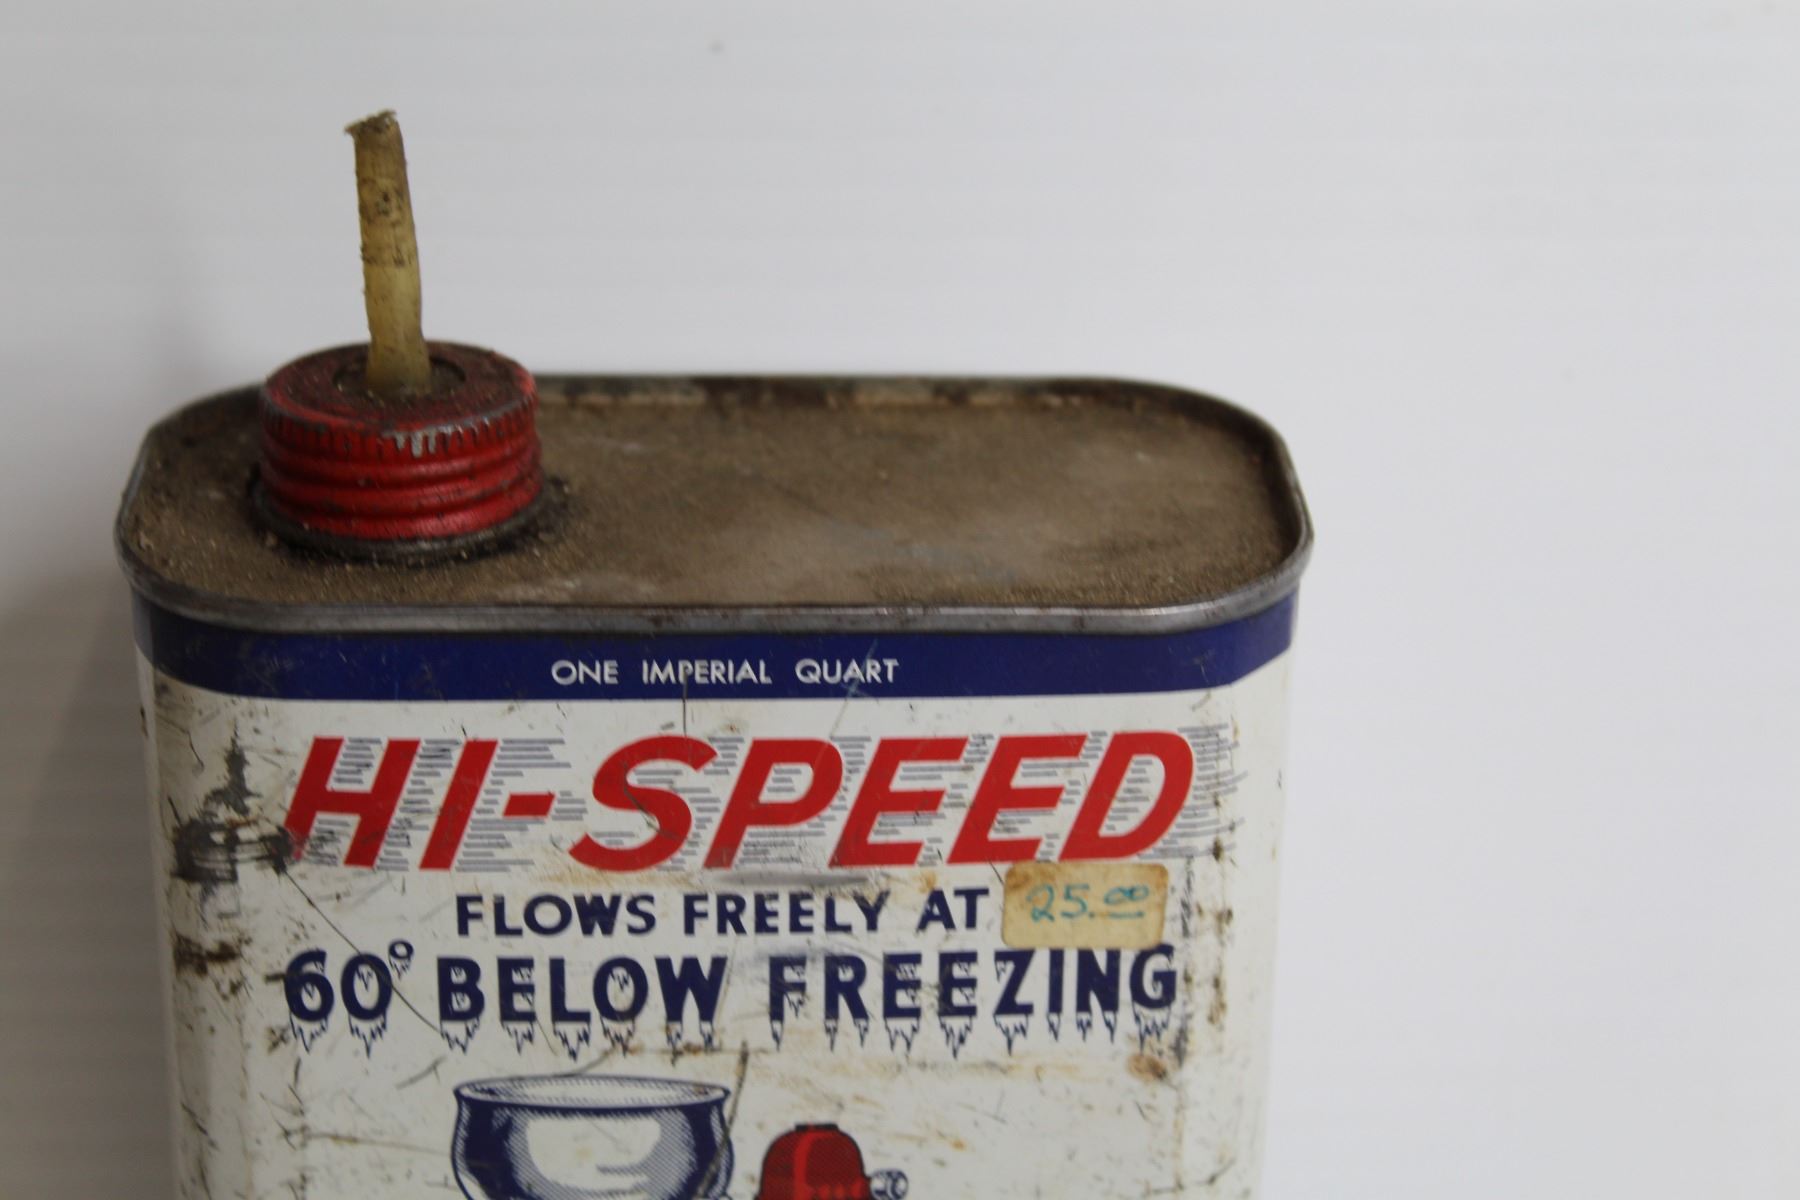 ONE IMPERIAL QUART
HI-SPEED
FLOWS FREELY AT
25.00
60° BELOW FREEZING